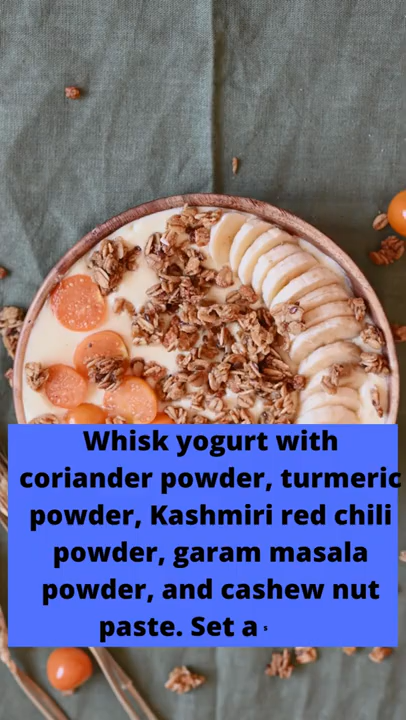 Whisk yogurt with
coriander powder, turmeric
powder, Kashmiri red chili
powder, garam masala
powder, and cashew nut
paste. Set a